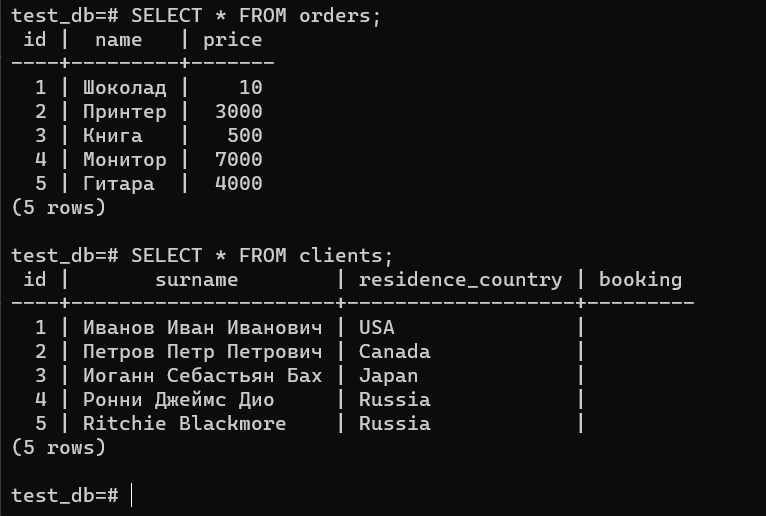 test_db=# SELECT * FROM orders;
 id |  name   | price
----+---------+-------
  1 | Шоколад |    10
  2 | Принтер |  3000
  3 | Книга   |   500
  4 | Монитор |  7000
  5 | Гитара  |  4000
(5 rows)

test_db=# SELECT * FROM clients;
 id |       surname        | residence_country | booking
----+----------------------+-------------------+---------
  1 | Иванов Иван Иванович | USA               |
  2 | Петров Петр Петрович | Canada            |
  3 | Иоганн Себастьян Бах | Japan             |
  4 | Ронни Джеймс Дио     | Russia            |
  5 | Ritchie Blackmore    | Russia            |
(5 rows)

test_db=#